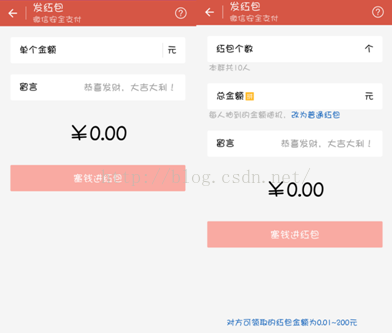 发红包
微信安全支付
单个金额 元
留言 恭喜发财，大吉大利！
￥0.00
塞钱进红包
发红包
微信安全支付
红包个数 个
本群共10人
总金额 元
每人抽到的金额随机，改为普通红包
留言 恭喜发财，大吉大利！
￥0.00
塞钱进红包
对方可领取的红包金额为0.01~200元
http://blog.csdn.net/